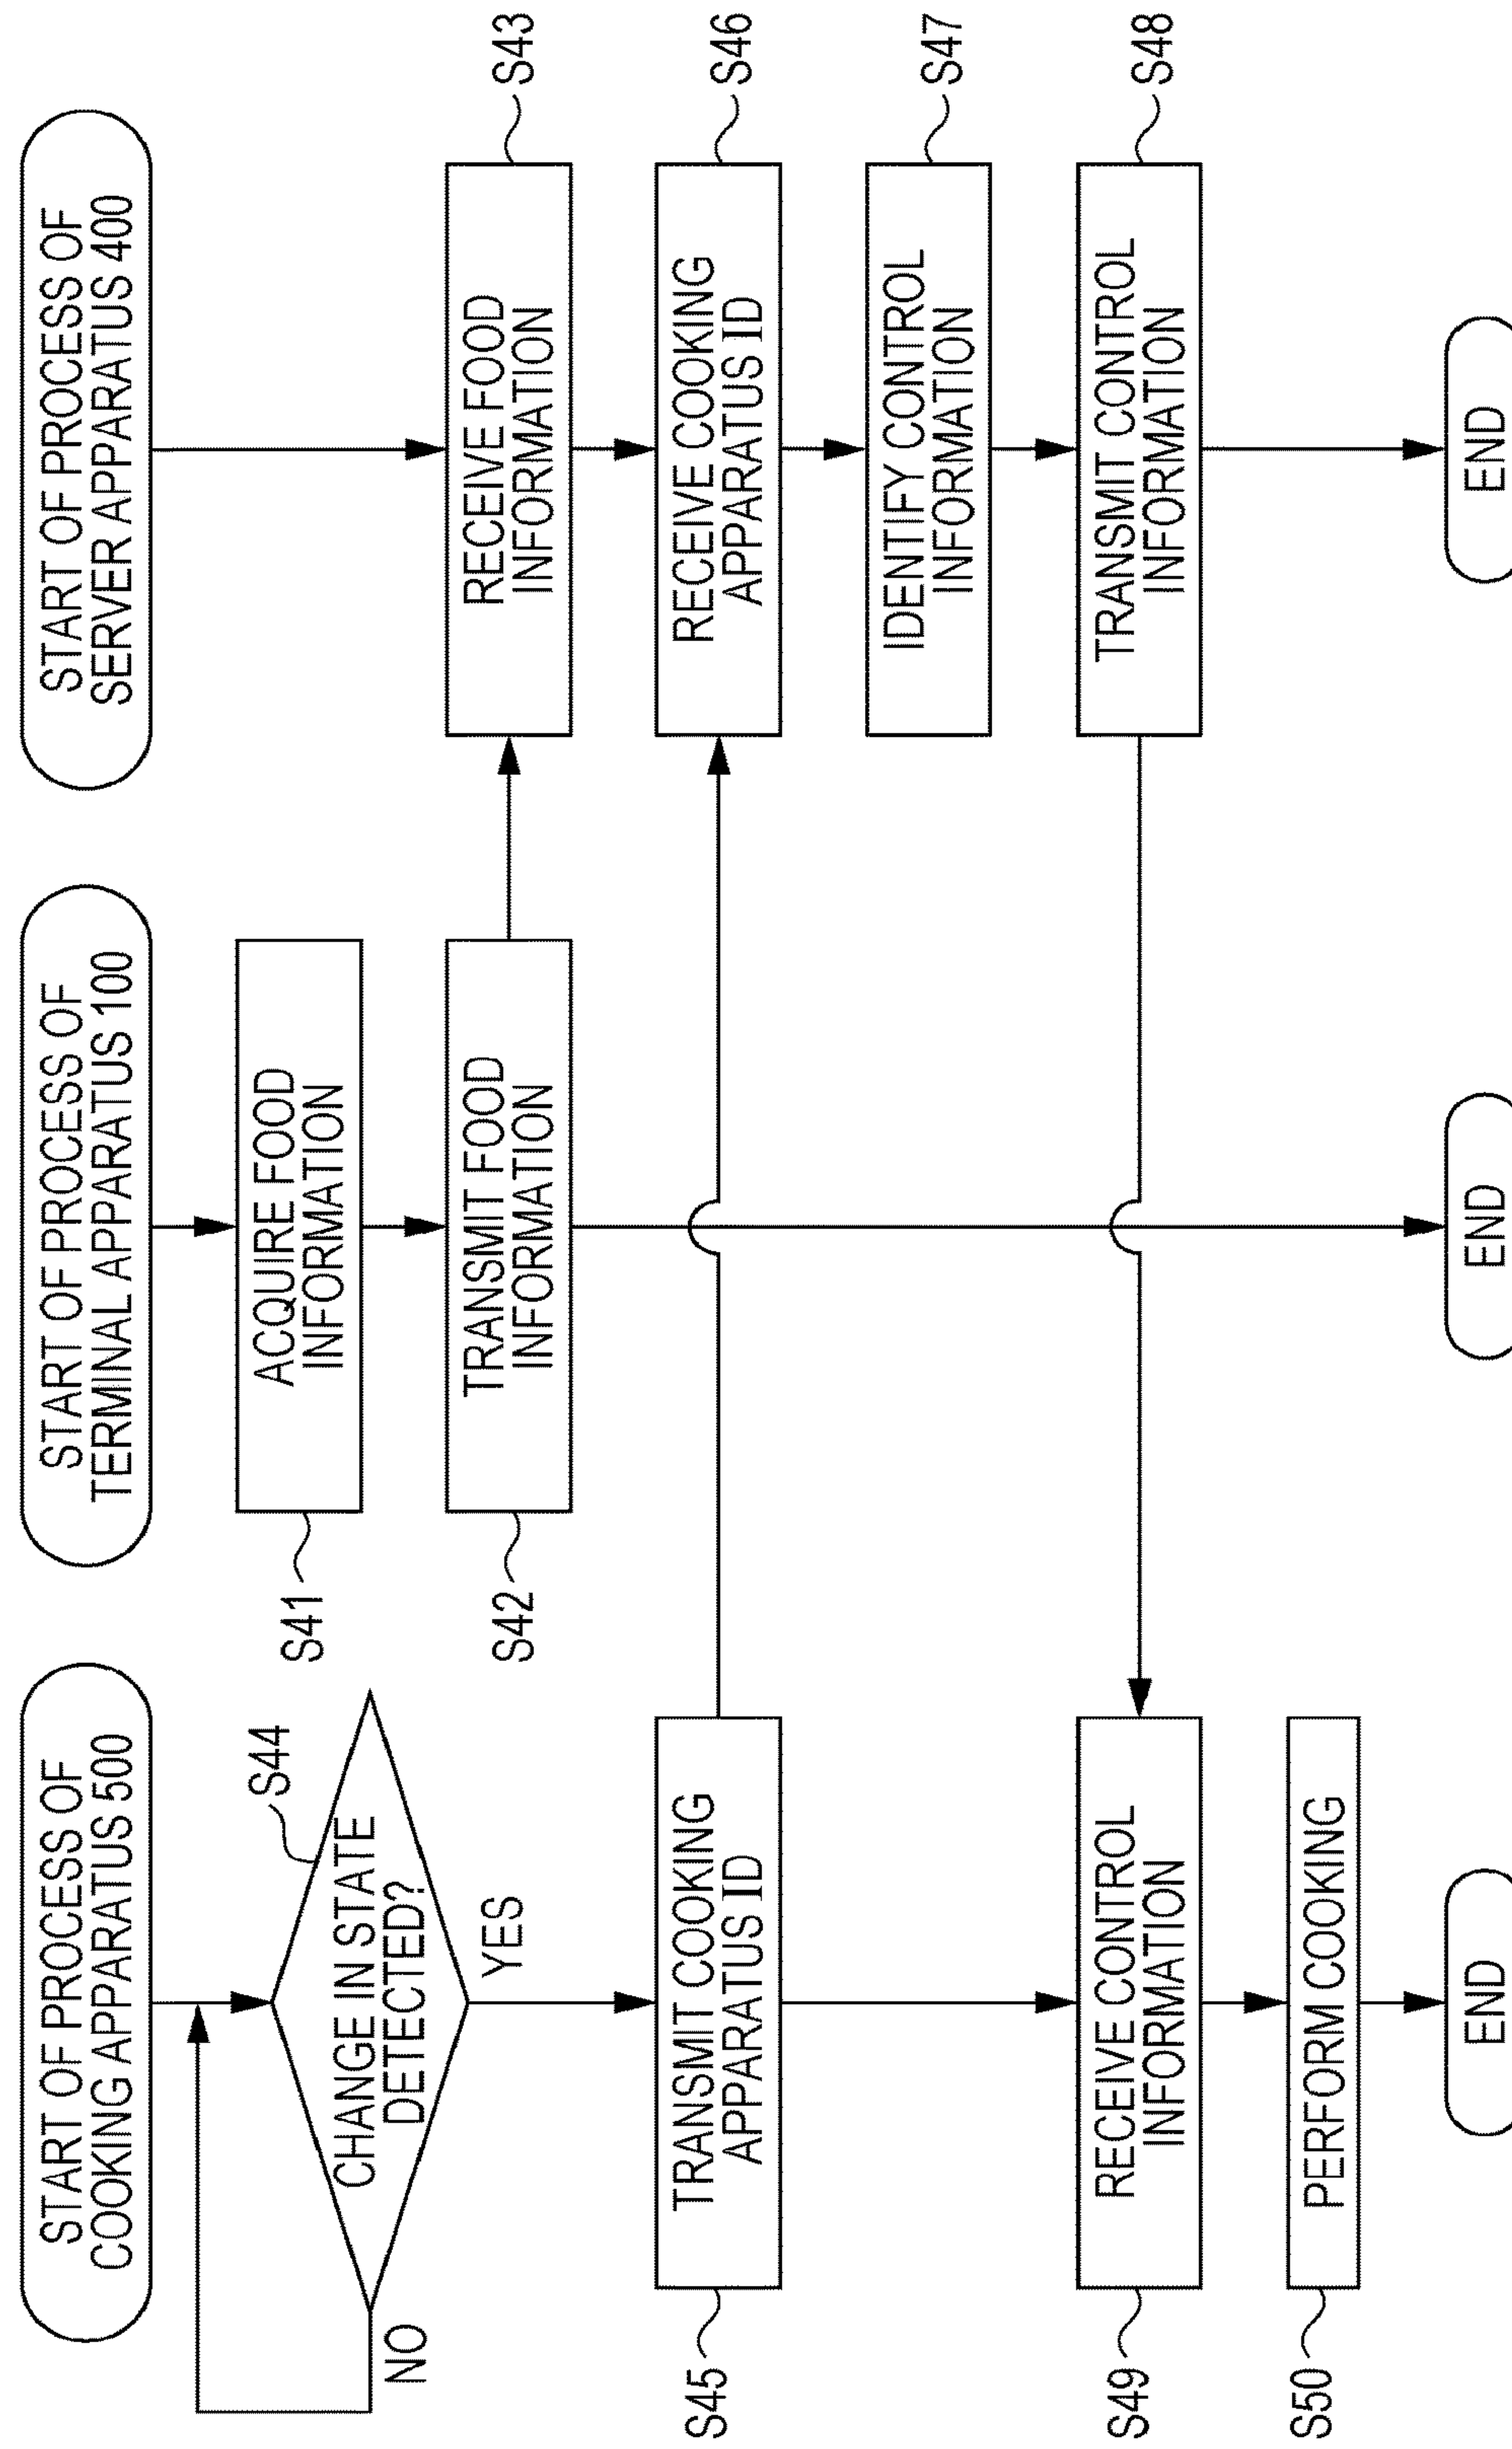 START OF PROCESS OF
COOKING APPARATUS 500
S44
CHANGE IN STATE
DETECTED?
NO
YES
S45
TRANSMIT COOKING
APPARATUS ID
S49
RECEIVE CONTROL
INFORMATION
S50
PERFORM COOKING
END
START OF PROCESS OF
TERMINAL APPARATUS 100
S41
ACQUIRE FOOD
INFORMATION
S42
TRANSMIT FOOD
INFORMATION
END
START OF PROCESS OF
SERVER APPARATUS 400
RECEIVE FOOD
INFORMATION
S43
RECEIVE COOKING
APPARATUS ID
S46
IDENTIFY CONTROL
INFORMATION
S47
TRANSMIT CONTROL
INFORMATION
S48
END